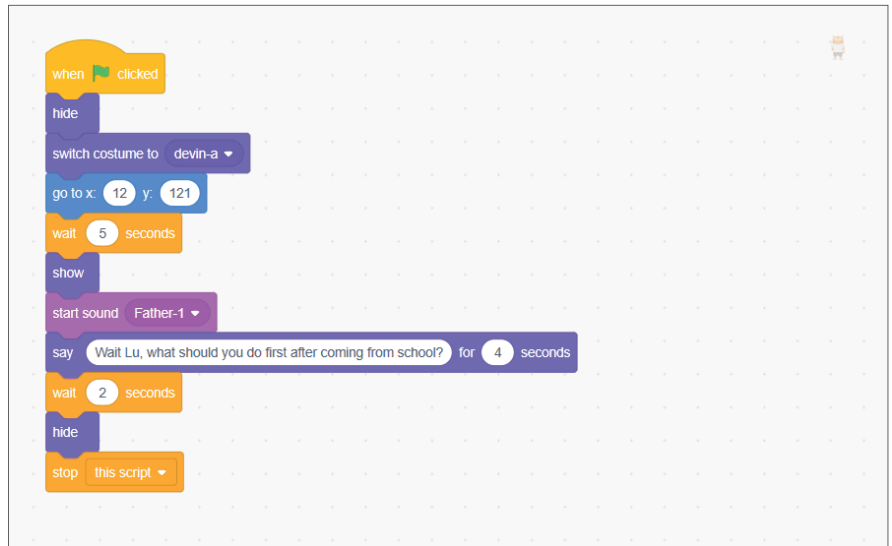 when clicked
hide
switch costume to devin-a
go to x: 12 y: 121
wait 5 seconds
show
start sound Father-1
say Wait Lu, what should you do first after coming from school? for 4 seconds
wait 2 seconds
hide
stop this script